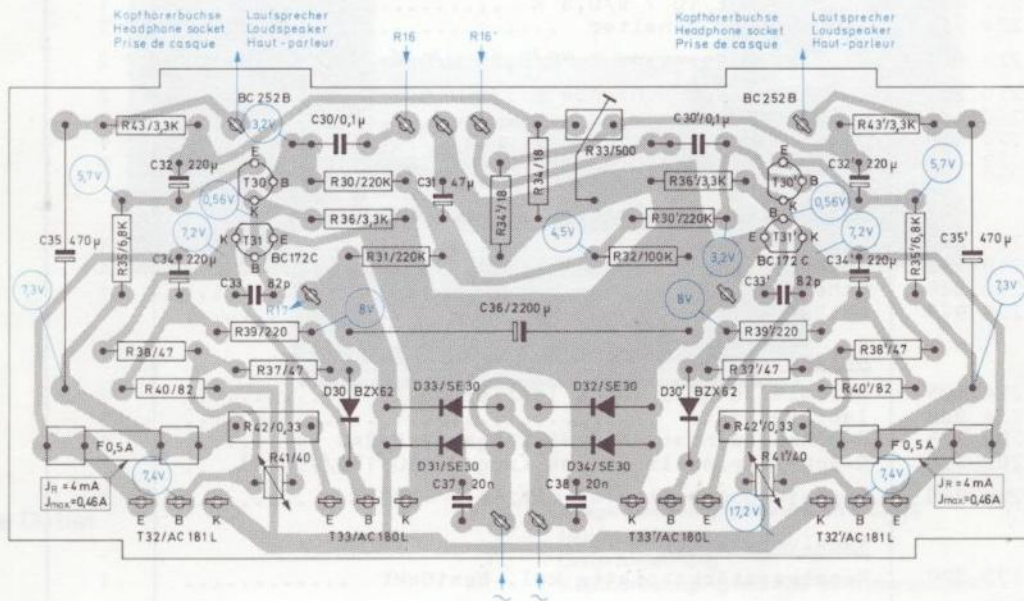 Kopfhörerbuchse
Headphone socket
Prise de casque
Lautsprecher
Loudspeaker
Haut-parleur
R16
R16'
Kopfhörerbuchse
Headphone socket
Prise de casque
Lautsprecher
Loudspeaker
Haut-parleur
BC 252 B
BC 252 B
R43/3,3K
3,2V
C30/0,1µ
R33/500
C30'/0,1µ
R43'/3,3K
C32 220µ
E
T30 B
K
R30/220K
C31 47µ
R34/18
R34'/18
R36'/3,3K
E
T30' B
K
C32' 220µ
5,7V
5,7V
0,56V
0,56V
R36/3,3K
R30'/220K
C35 470µ
R35/6,8K
7,2V
K T31 E
B
BC172C
4,5V
B
E T31' K
BC172C
7,2V
R35'/6,8K
C35' 470µ
R31/220K
R32/100K
3,2V
C34 220µ
C34' 220µ
C33 82p
C33' 82p
7,3V
7,3V
R17
C36/2200µ
8V
8V
R39/220
R39'/220
R38/47
R38'/47
R37/47
R37'/47
R40/82
R40'/82
D30 BZX62
D33/SE30
D32/SE30
D30' BZX62
F0,5A
R42/0,33
R42'/0,33
F0,5A
D31/SE30
D34/SE30
R41/40
R41'/40
7,4V
7,4V
C37 20n
C38 20n
JR = 4mA
Jmax.=0,46A
JR = 4mA
Jmax.=0,46A
17,2V
E B K
E B K
K B E
K B E
T32/AC181L
T33/AC180L
T33'/AC180L
T32'/AC181L
~ ~